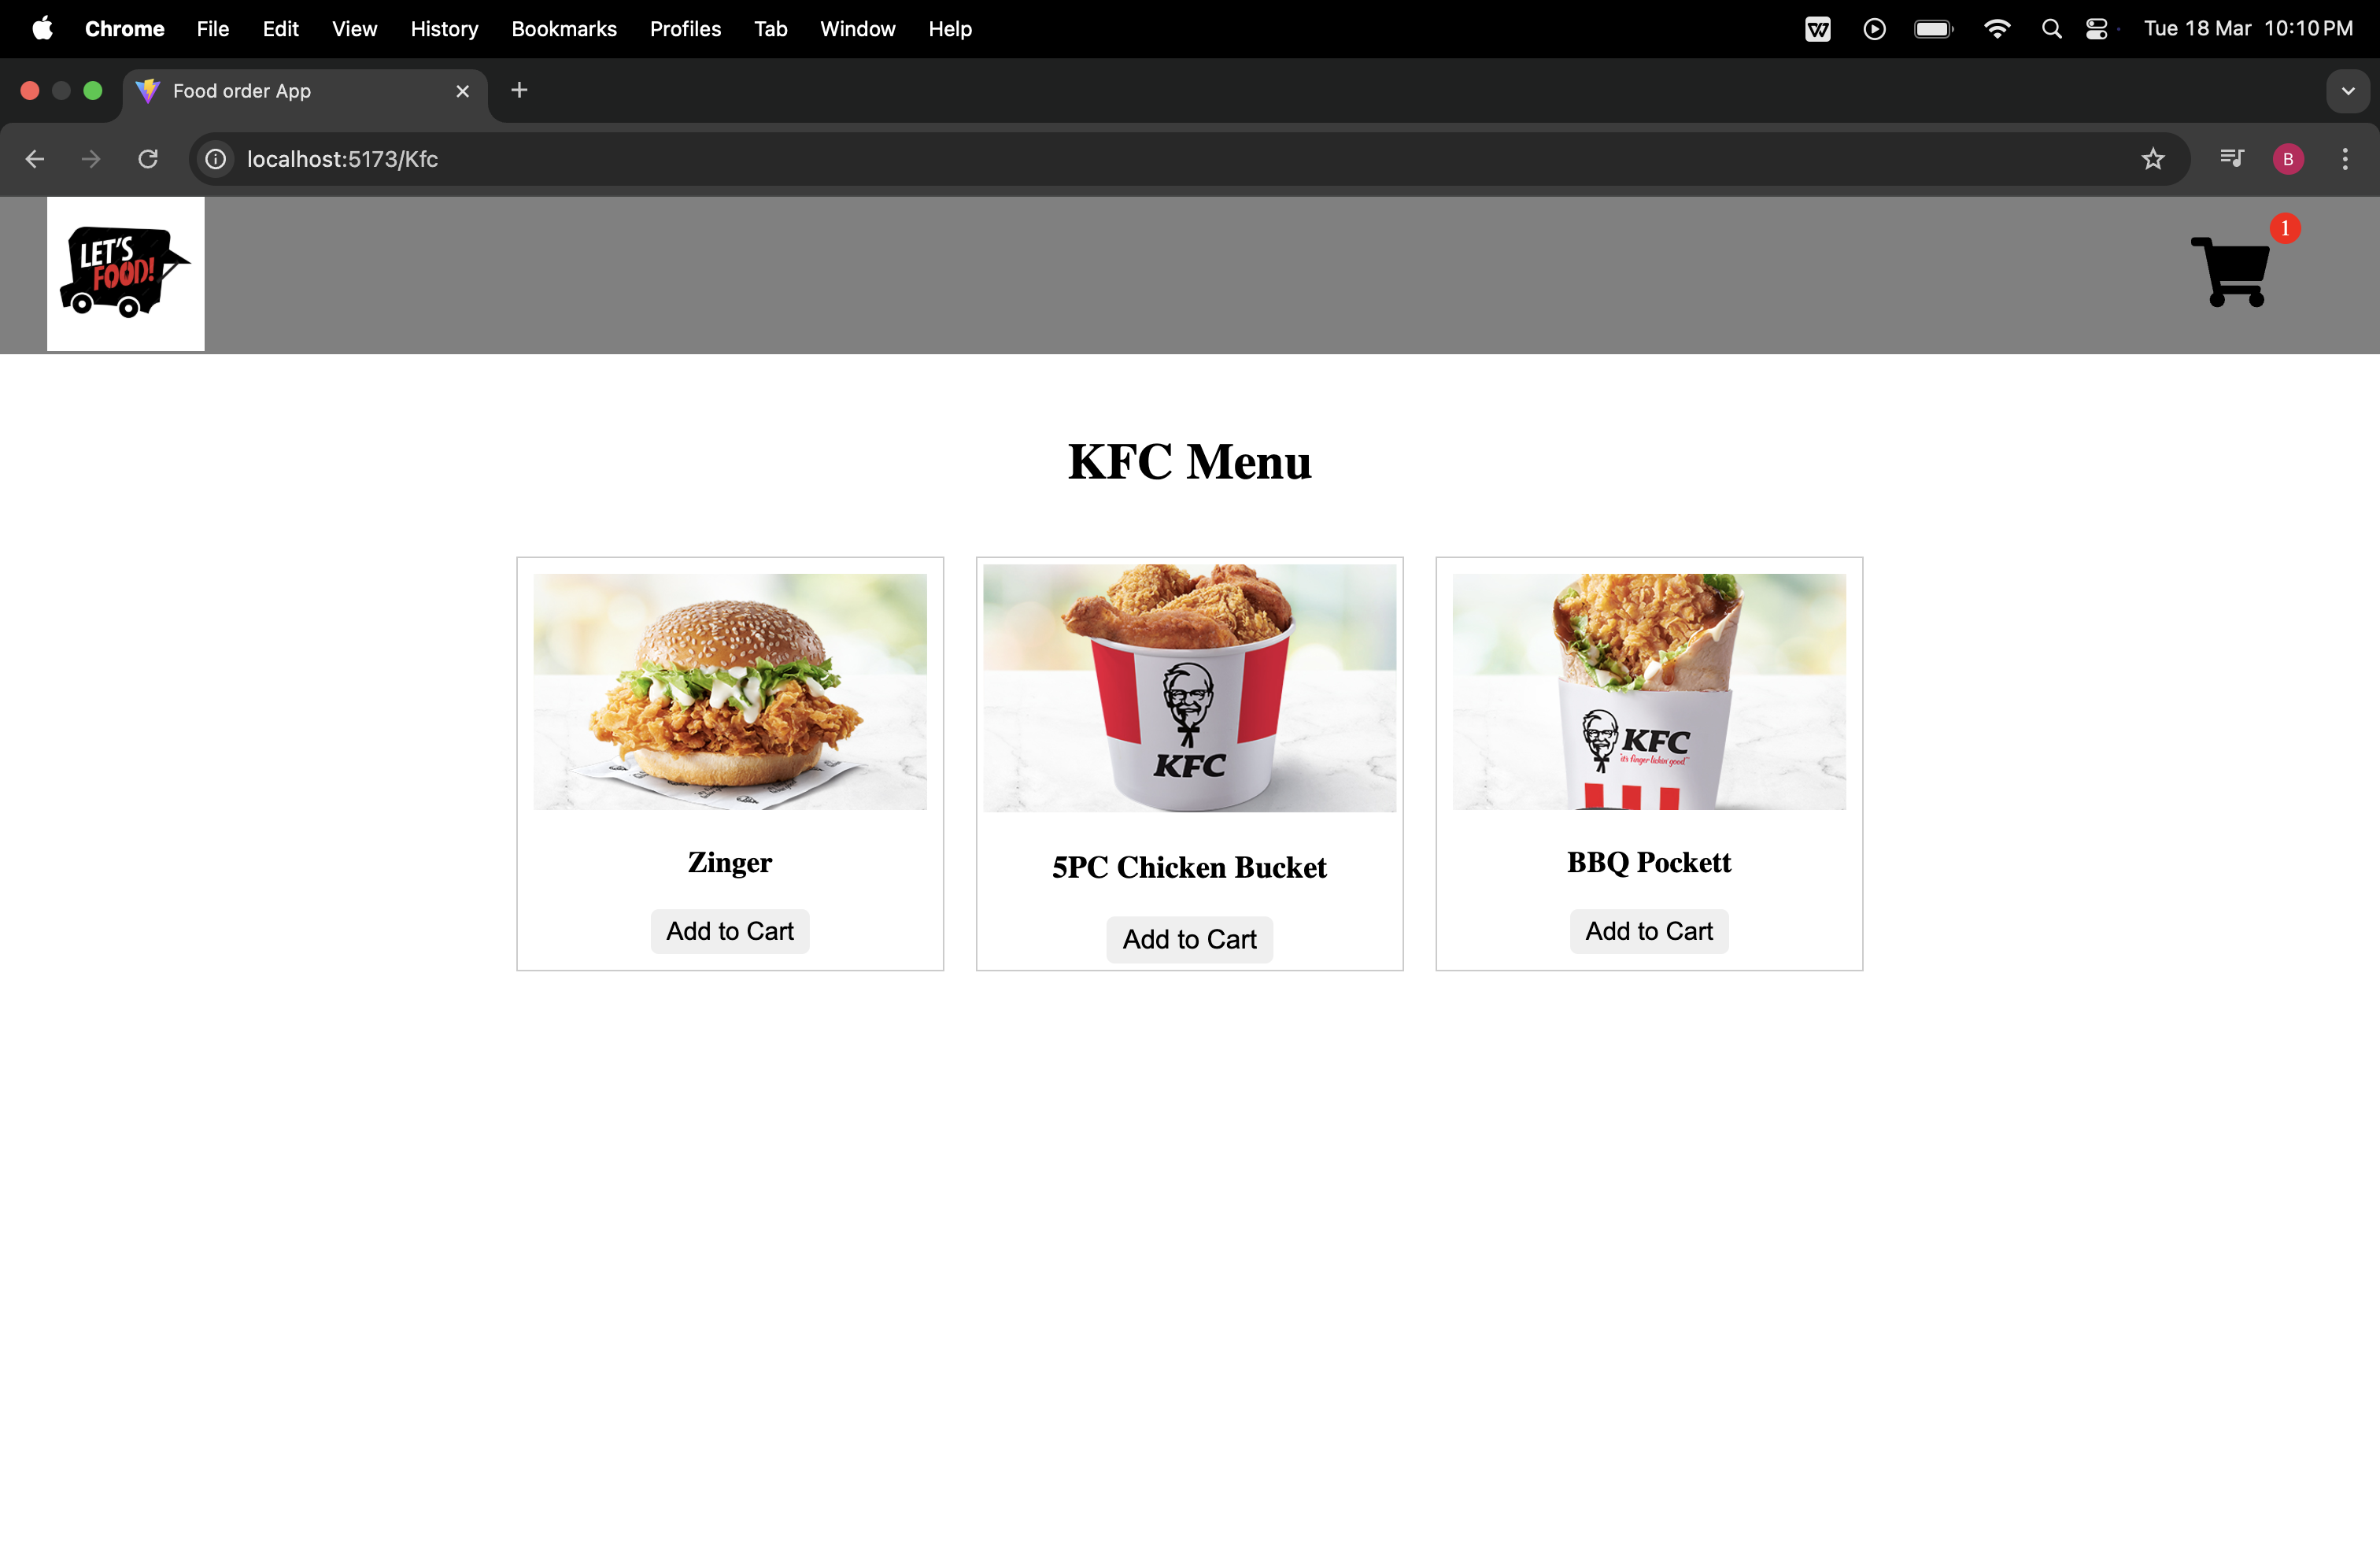 Chrome File Edit View History Bookmarks Profiles Tab Window Help Tue 18 Mar 10:10 PM
Food order App
localhost:5173/Kfc
B
LET'S
FOOD!
1
KFC Menu
KFC
KFC
"it's finger lickin' good"
Zinger
5PC Chicken Bucket
BBQ Pockett
Add to Cart
Add to Cart
Add to Cart